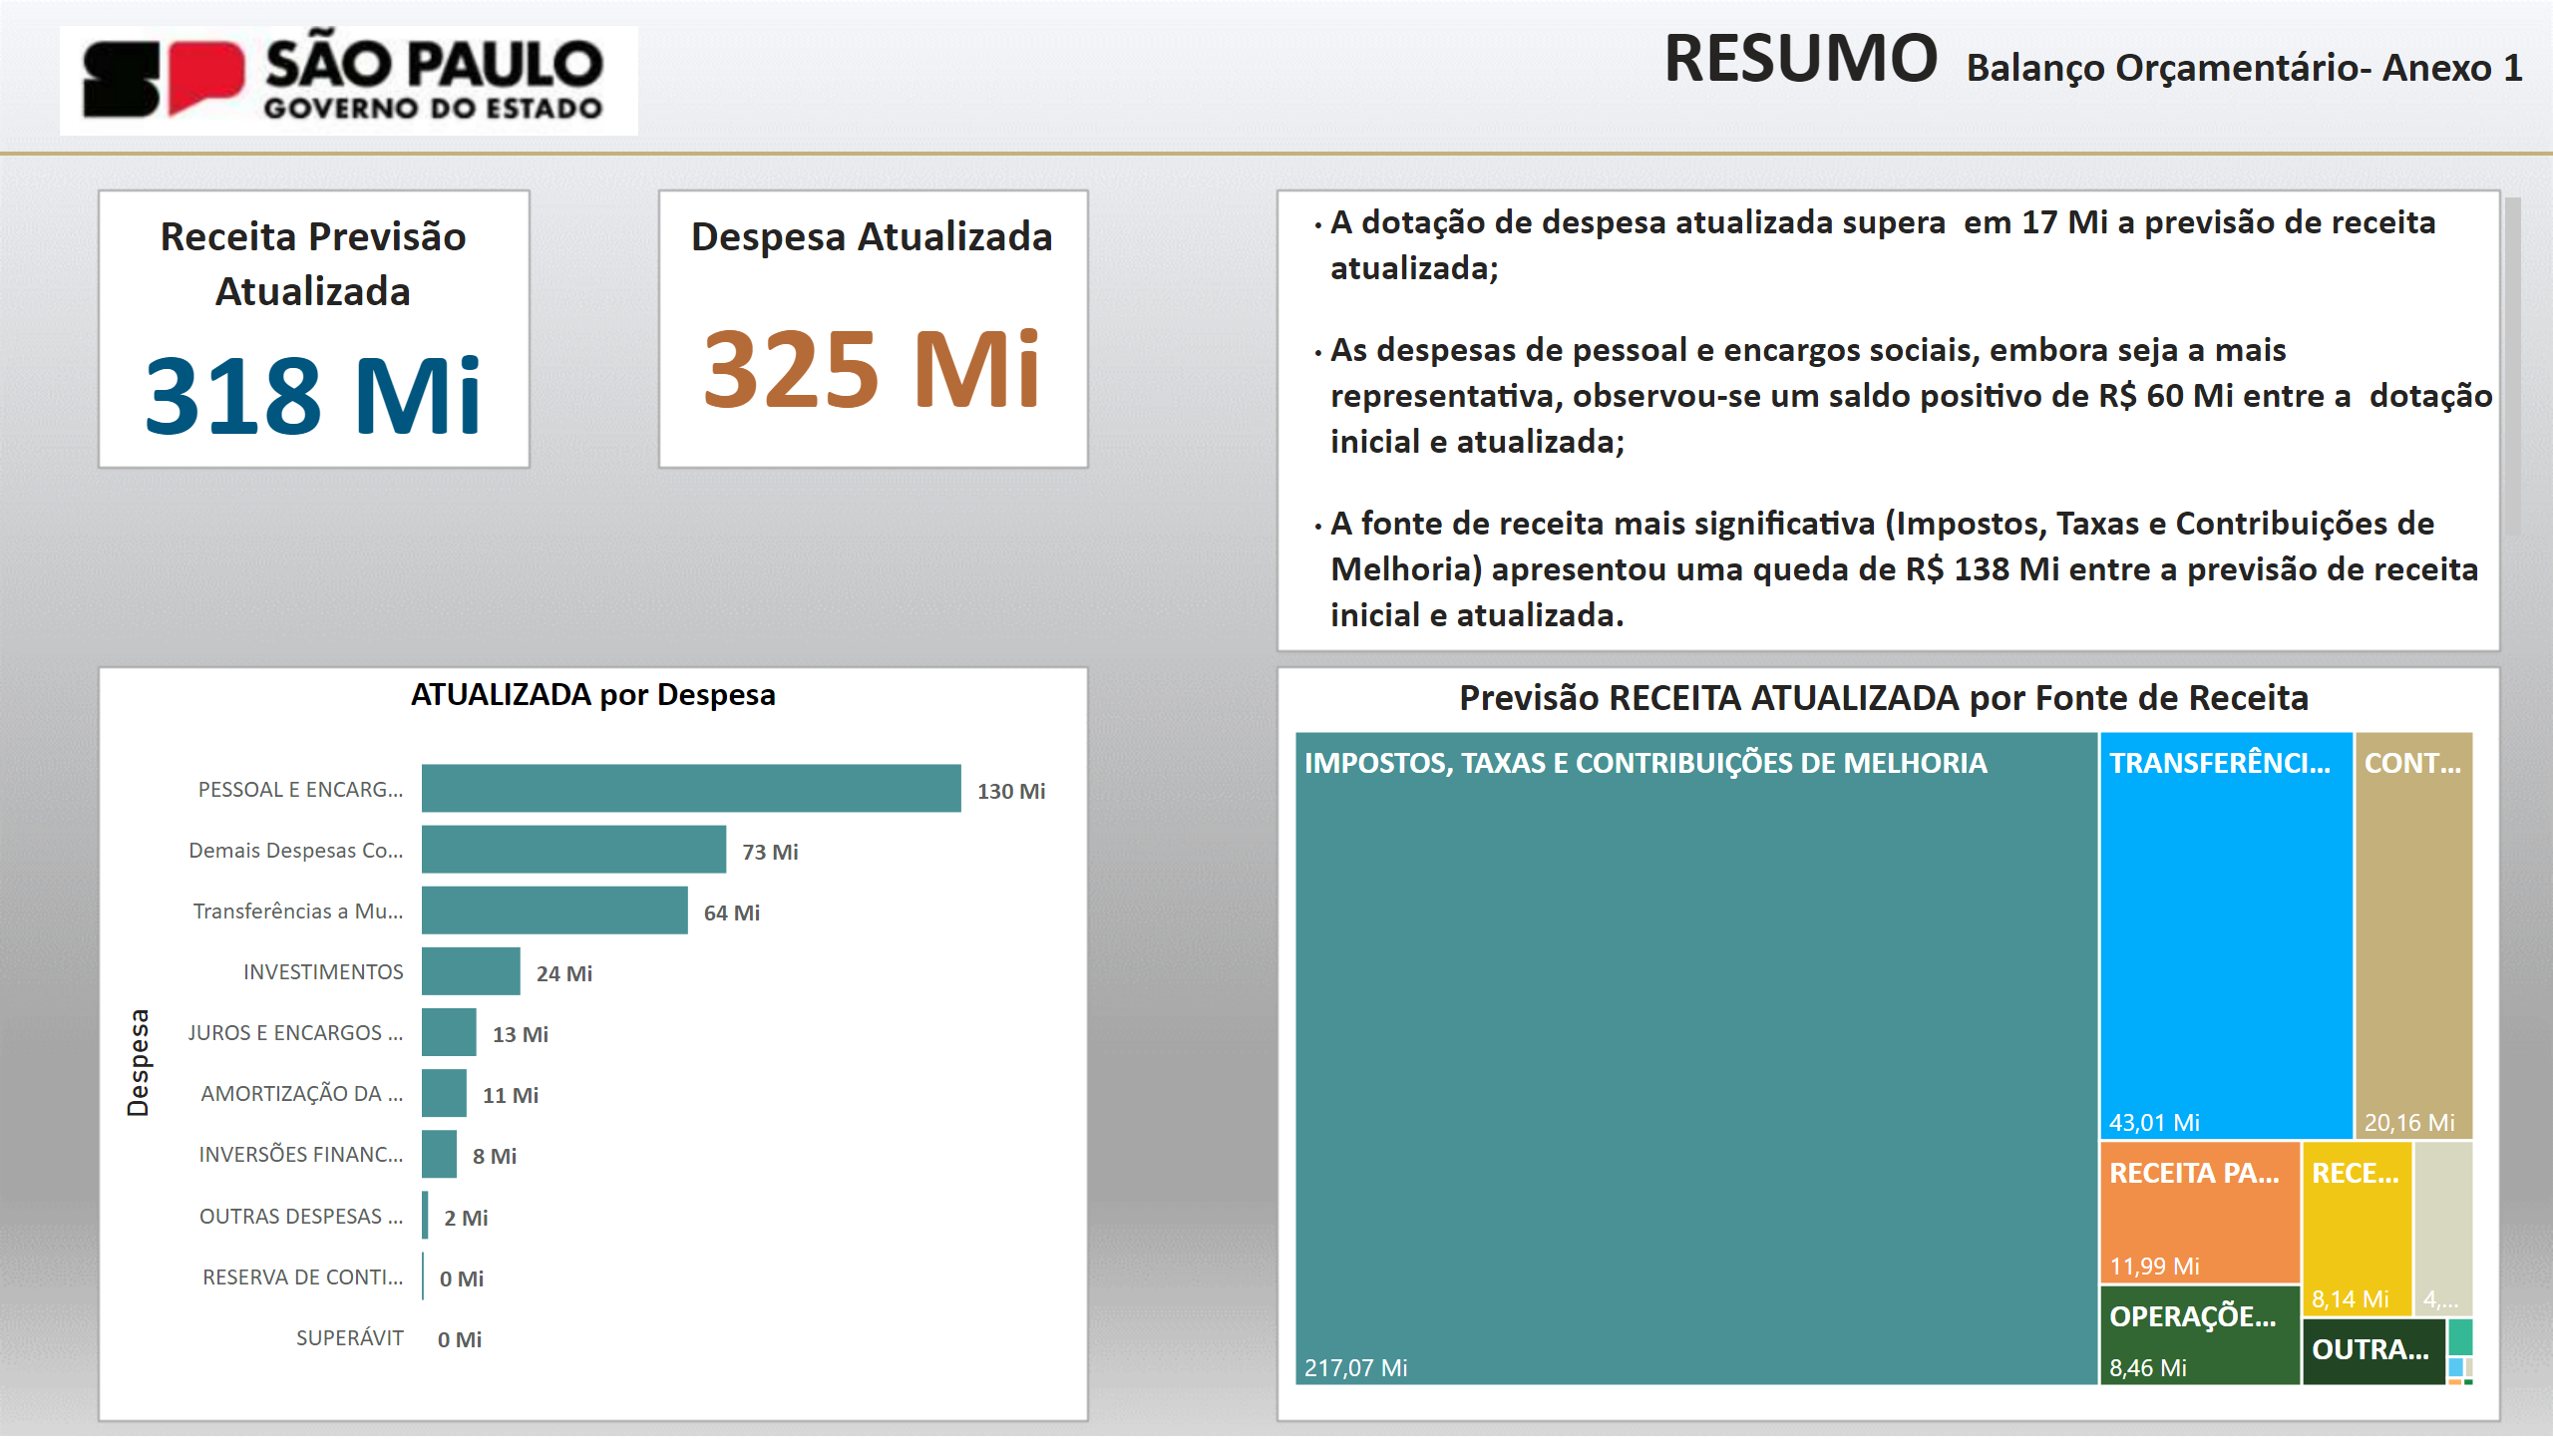 SÃO PAULO
GOVERNO DO ESTADO
RESUMO Balanço Orçamentário- Anexo 1
Receita Previsão
Atualizada
318 Mi
Despesa Atualizada
325 Mi
• A dotação de despesa atualizada supera  em 17 Mi a previsão de receita
atualizada;
• As despesas de pessoal e encargos sociais, embora seja a mais
representativa, observou-se um saldo positivo de R$ 60 Mi entre a  dotação
inicial e atualizada;
• A fonte de receita mais significativa (Impostos, Taxas e Contribuições de
Melhoria) apresentou uma queda de R$ 138 Mi entre a previsão de receita
inicial e atualizada.
ATUALIZADA por Despesa
Despesa
PESSOAL E ENCARG... 130 Mi
Demais Despesas Co... 73 Mi
Transferências a Mu... 64 Mi
INVESTIMENTOS 24 Mi
JUROS E ENCARGOS ... 13 Mi
AMORTIZAÇÃO DA ... 11 Mi
INVERSÕES FINANC... 8 Mi
OUTRAS DESPESAS ... 2 Mi
RESERVA DE CONTI... 0 Mi
SUPERÁVIT 0 Mi
Previsão RECEITA ATUALIZADA por Fonte de Receita
IMPOSTOS, TAXAS E CONTRIBUIÇÕES DE MELHORIA
217,07 Mi
TRANSFERÊNCI...
43,01 Mi
CONT...
20,16 Mi
RECEITA PA...
11,99 Mi
RECE...
8,14 Mi
4,...
OPERAÇÕE...
8,46 Mi
OUTRA...